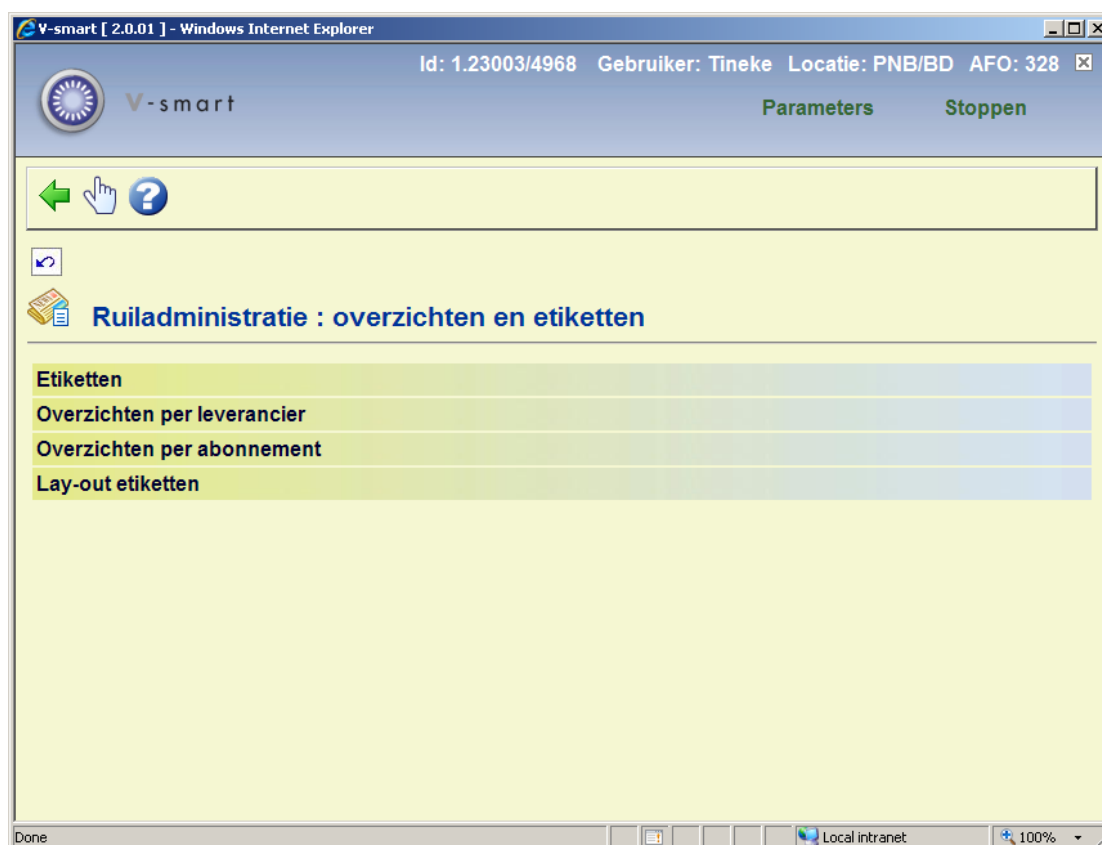 V-smart [ 2.0.01 ] - Windows Internet Explorer
Id: 1.23003/4968 Gebruiker: Tineke Locatie: PNB/BD AFO: 328
V-smart
Parameters Stoppen
Ruiladministratie : overzichten en etiketten
Etiketten
Overzichten per leverancier
Overzichten per abonnement
Lay-out etiketten
Done Local intranet 100%